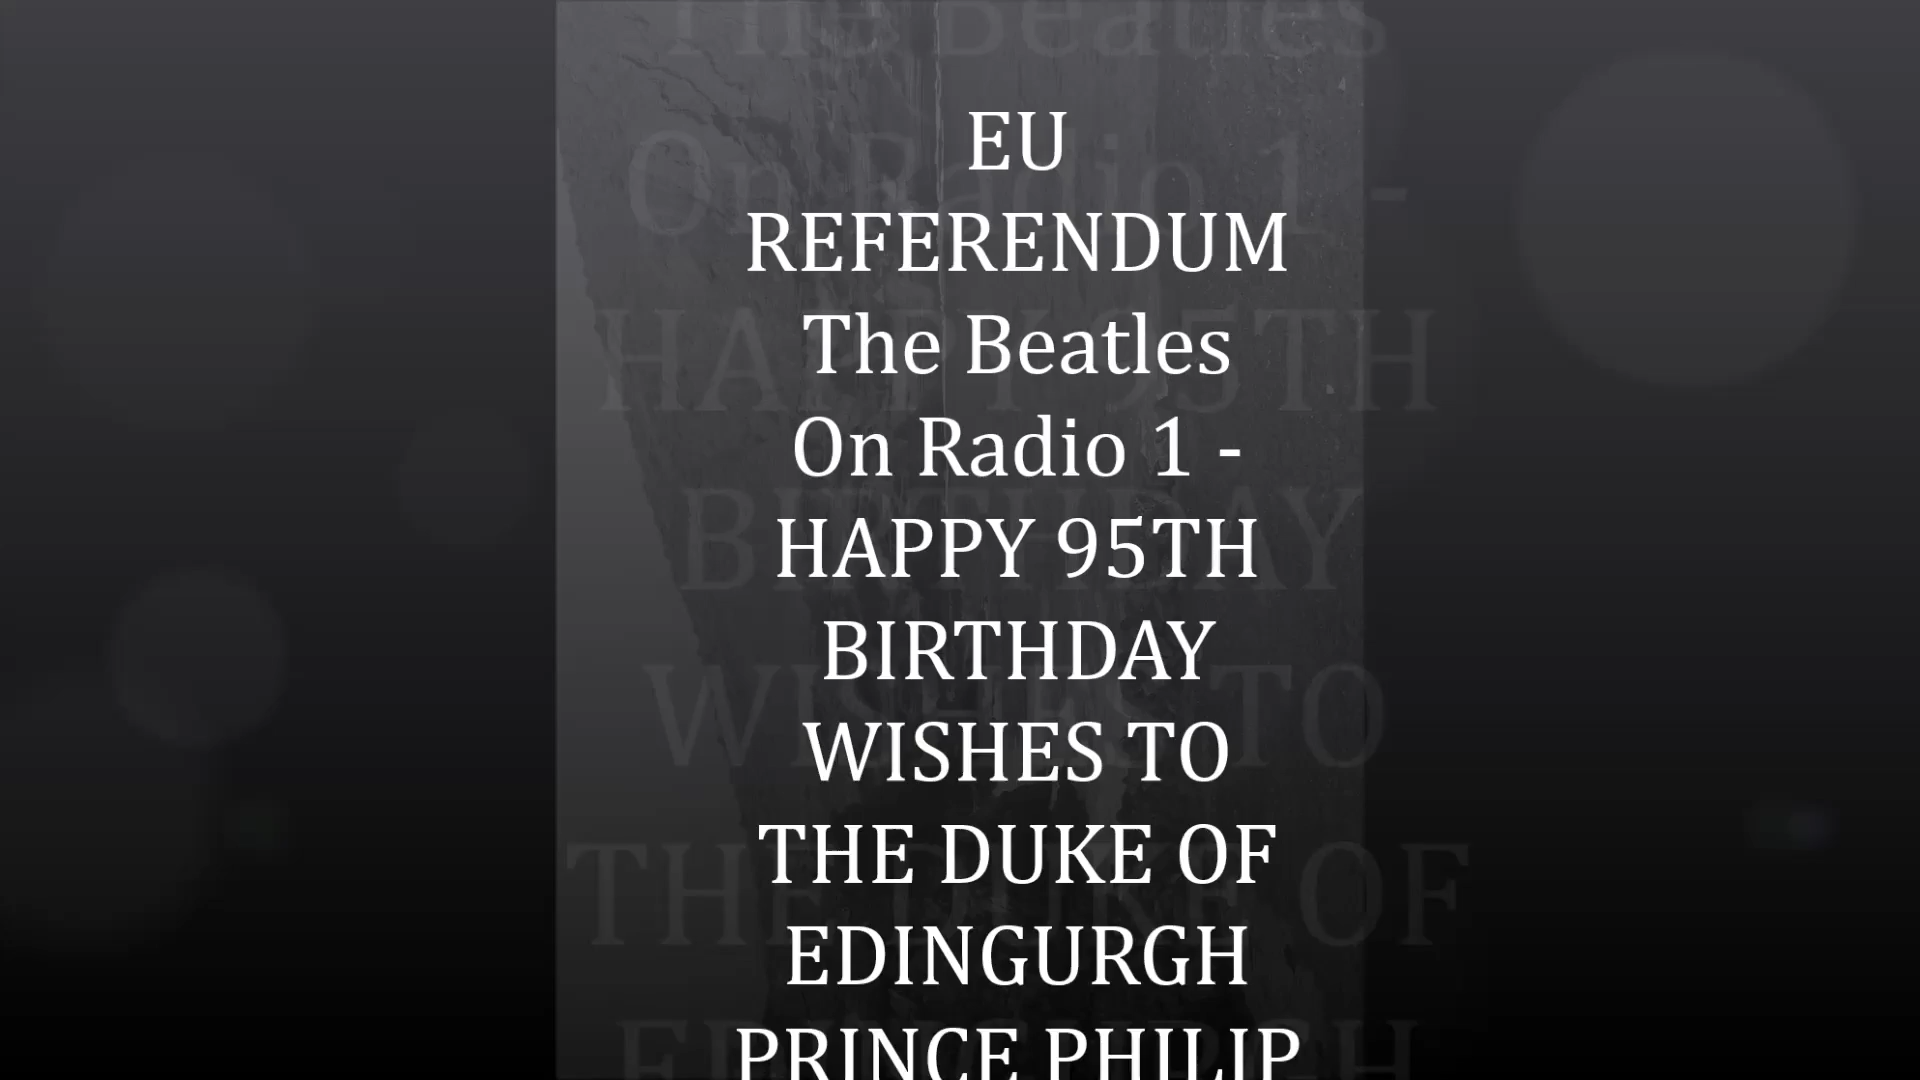 EU
REFERENDUM
The Beatles
On Radio 1 -
HAPPY 95TH
BIRTHDAY
WISHES TO
THE DUKE OF
EDINGURGH
PRINCE PHILIP